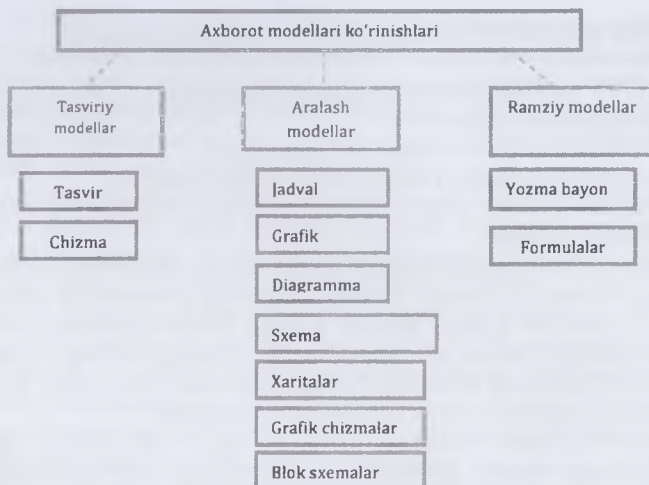 Axborot modellari ko'rinishlari
Tasviriy
modellar
Tasvir
Chizma
Aralash
modellar
Jadval
Grafik
Diagramma
Sxema
Xaritalar
Grafik chizmalar
Blok sxemalar
Ramziy modellar
Yozma bayon
Formulalar